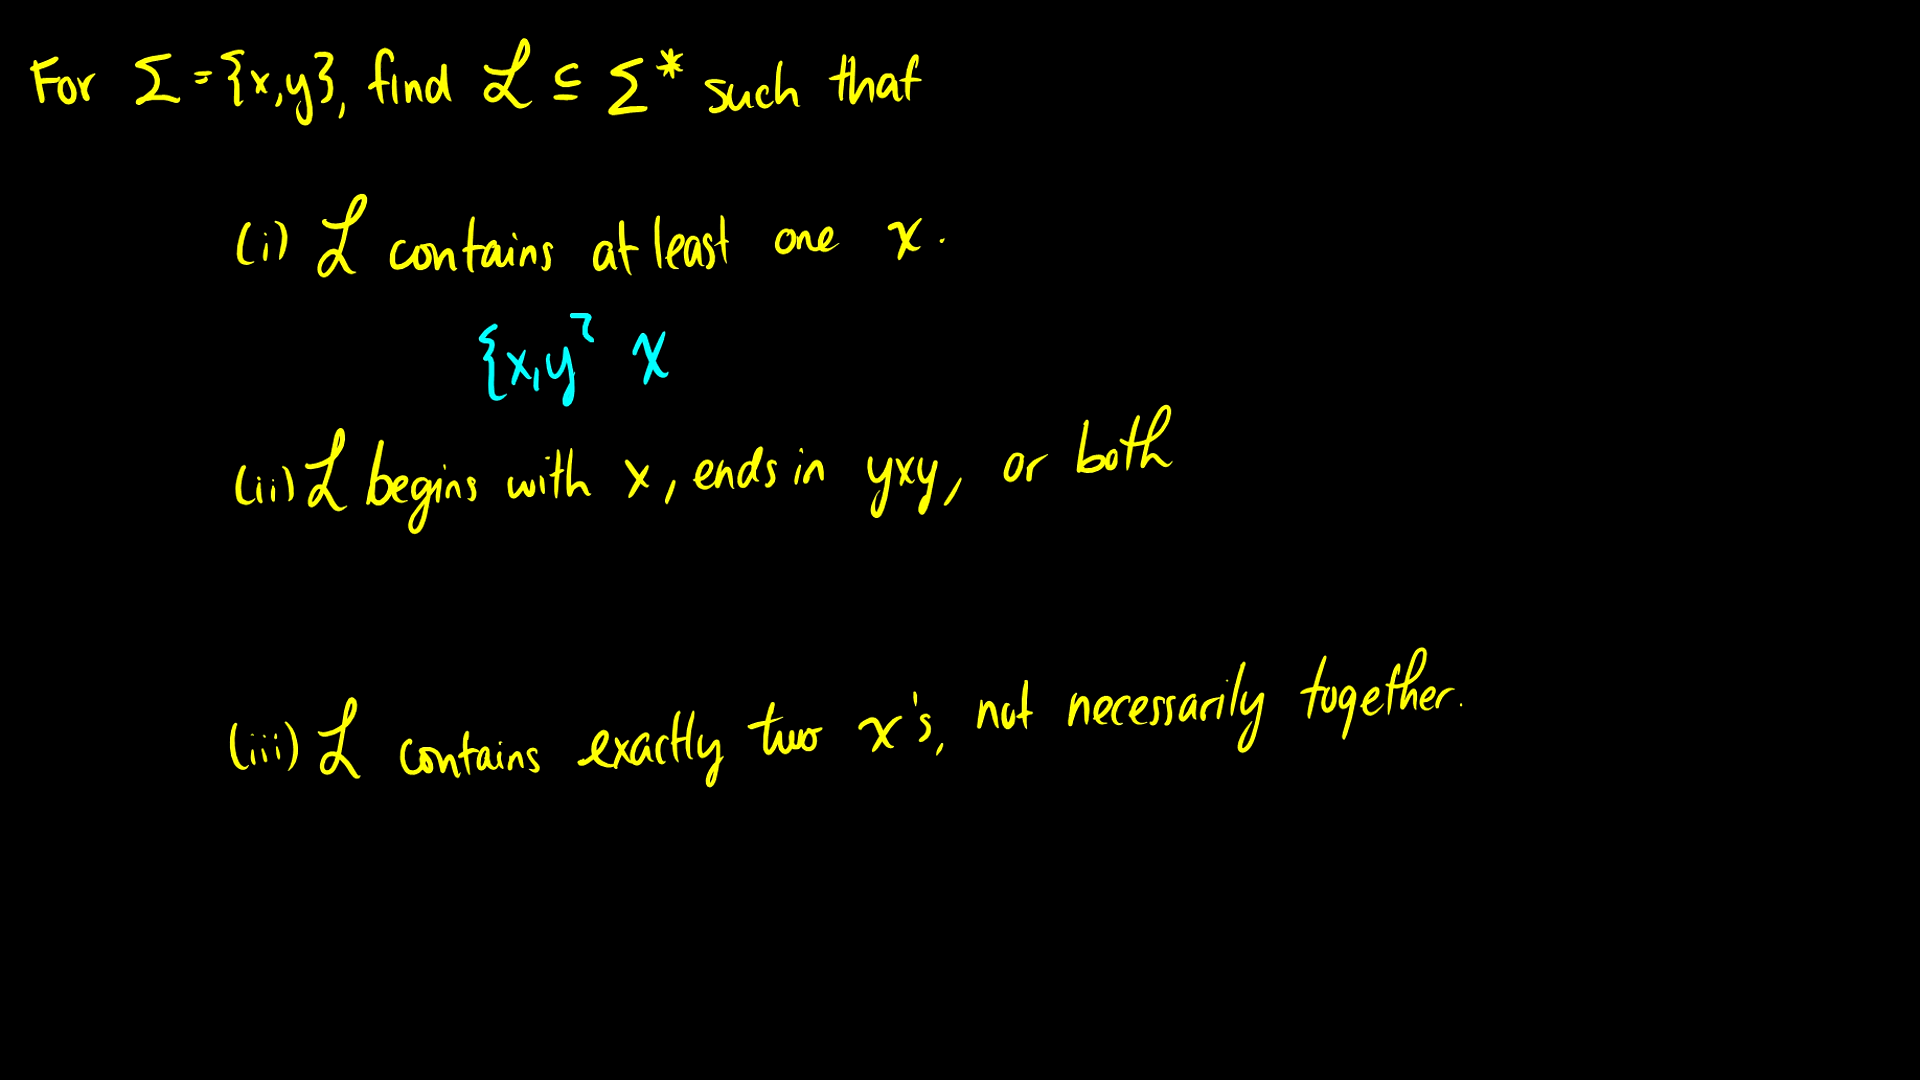 For Σ = {x,y}, find ℒ ⊆ Σ* such that
(i) ℒ contains at least one x.
{x,y} x
(ii) ℒ begins with x, ends in yxy, or both
(iii) ℒ contains exactly two x's, not necessarily together.